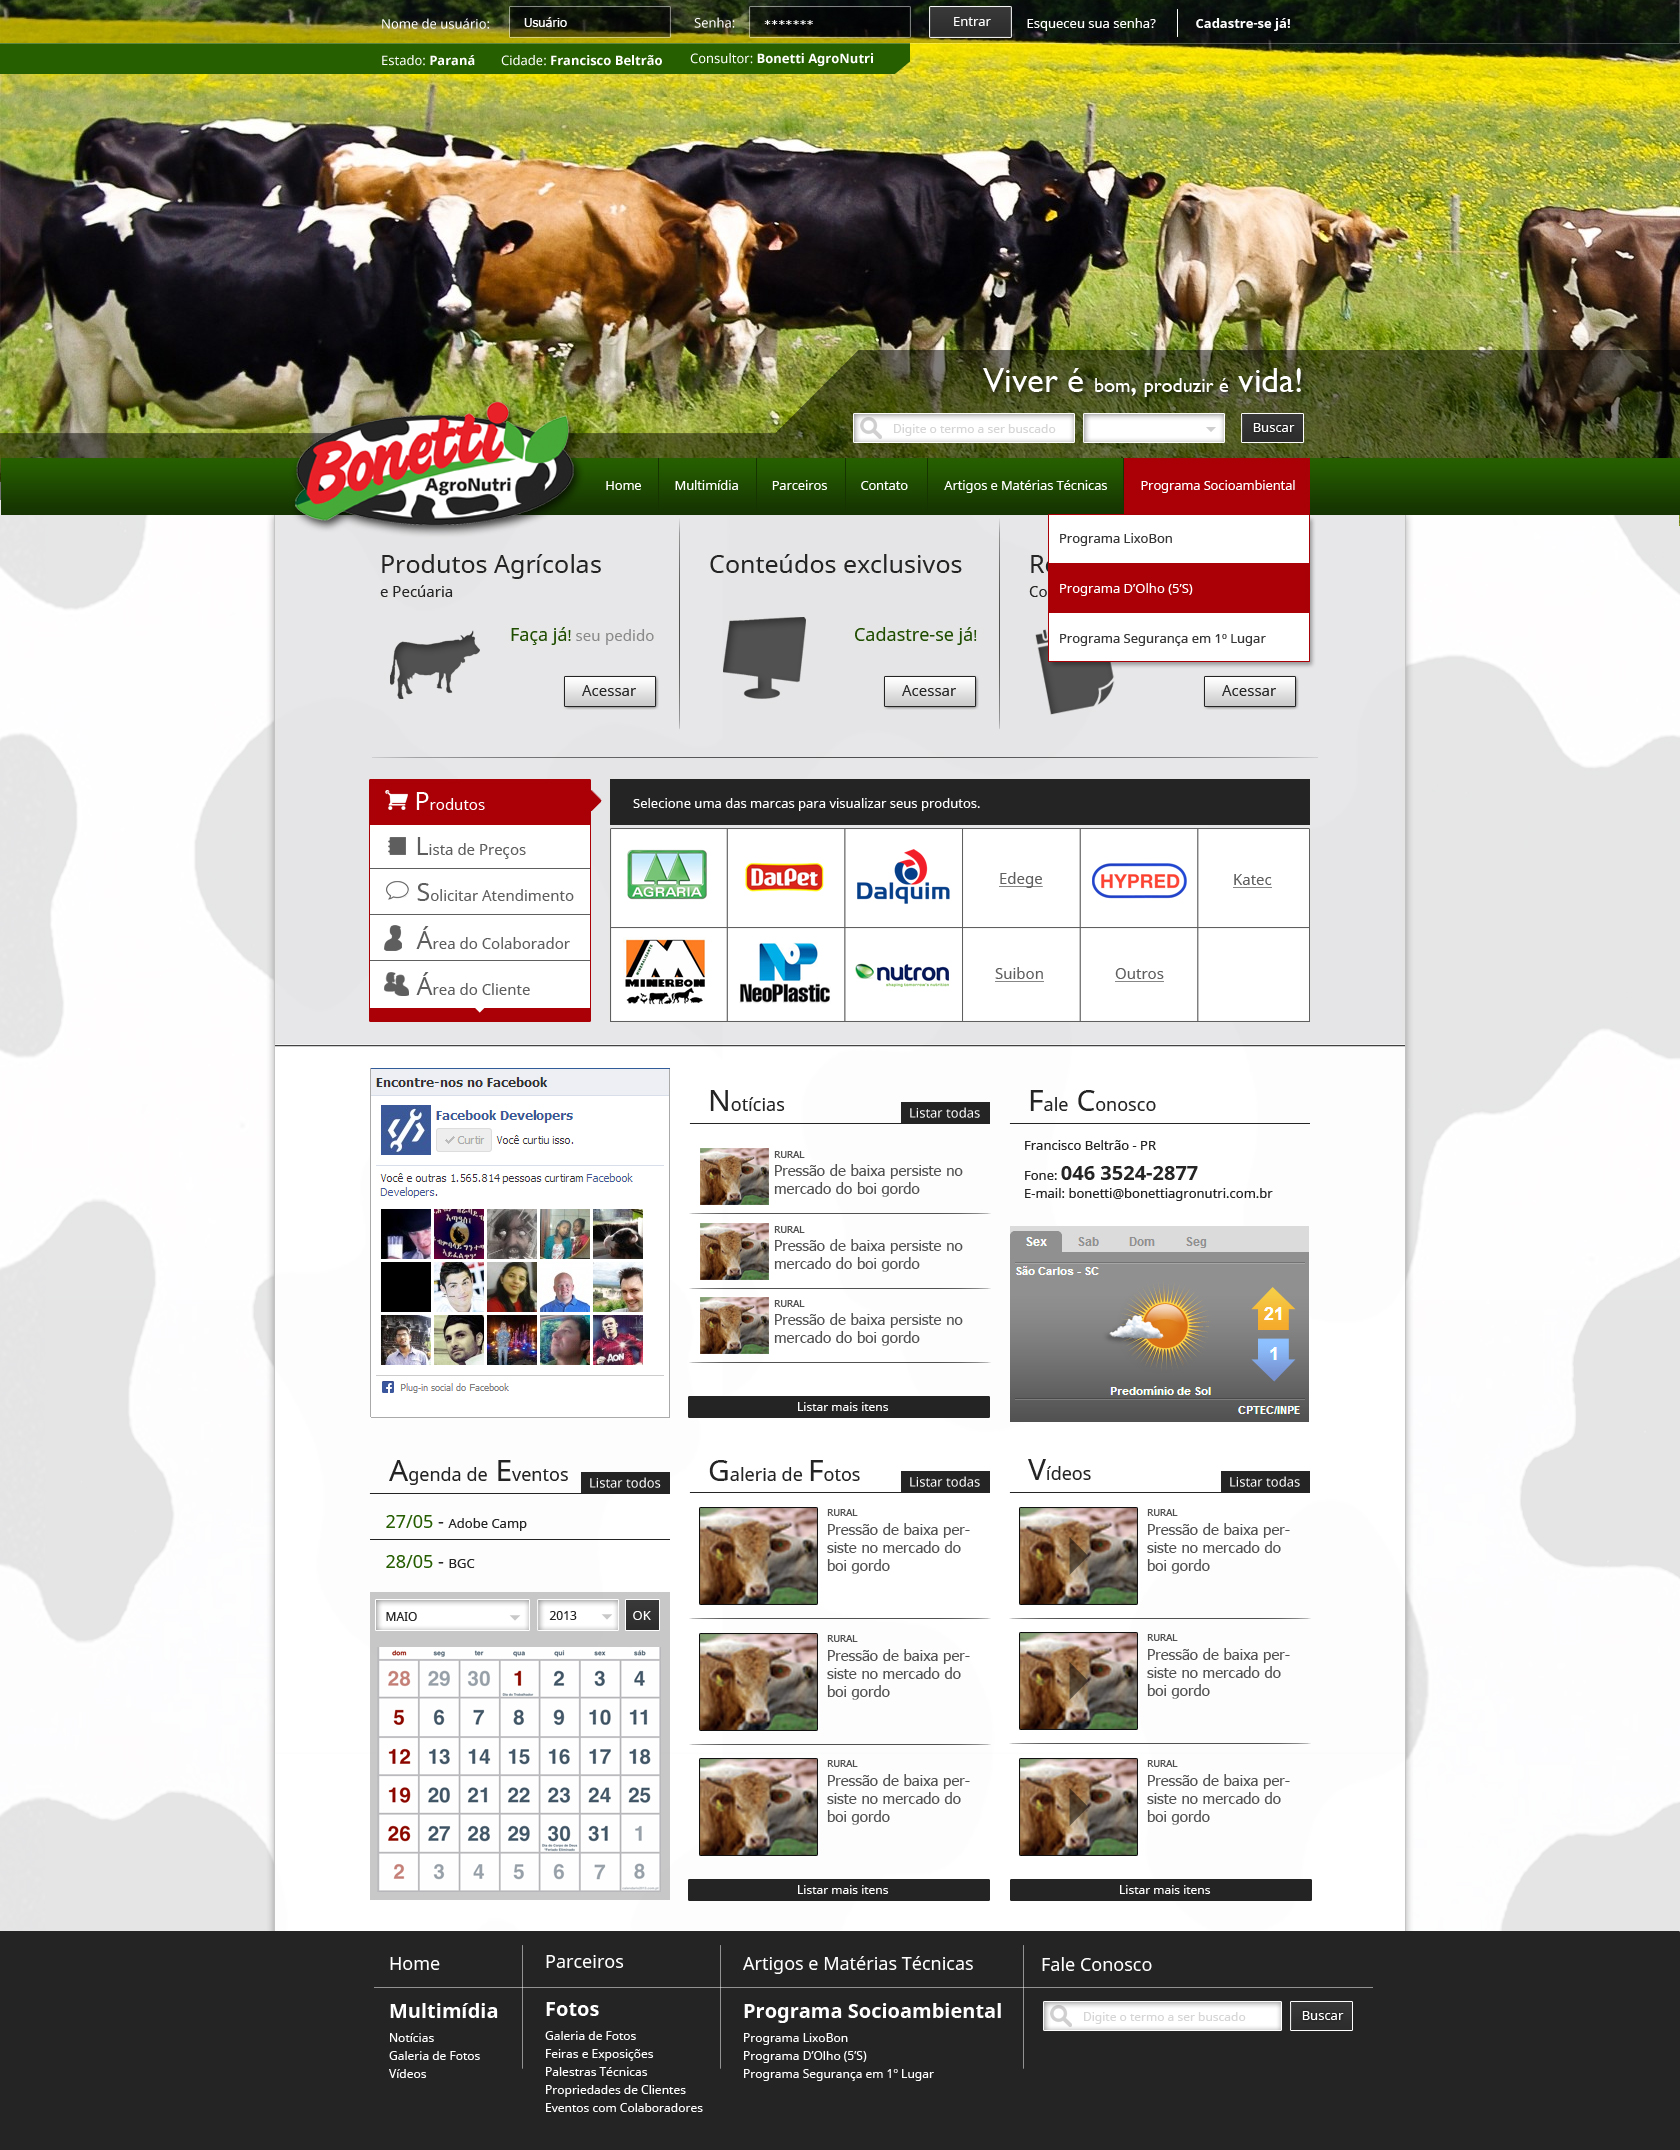 Nome de usuário: Usuário Senha: ******* Entrar Esqueceu sua senha? Cadastre-se já!
Estado: Paraná Cidade: Francisco Beltrão Consultor: Bonetti AgroNutri
Viver é bom, produzir é vida!
Digite o termo a ser buscado Buscar
Bonetti
AgroNutri
Home Multimídia Parceiros Contato Artigos e Matérias Técnicas Programa Socioambiental
Programa LixoBon
Programa D'Olho (5'S)
Programa Segurança em 1º Lugar
Produtos Agrícolas
e Pecúaria
Faça já! seu pedido
Acessar
Conteúdos exclusivos
Cadastre-se já!
Acessar
Acessar
Produtos
Lista de Preços
Solicitar Atendimento
Área do Colaborador
Área do Cliente
Selecione uma das marcas para visualizar seus produtos.
AGRARIA DalPet Dalquim Edege HYPRED Katec
MINERBON NeoPlastic nutron Suibon Outros
Encontre-nos no Facebook
Facebook Developers
Curtir Você curtiu isso.
Você e outras 1.565.814 pessoas curtiram Facebook
Developers.
AON
Plug-in social do Facebook
Notícias Listar todas
RURAL
Pressão de baixa persiste no
mercado do boi gordo
RURAL
Pressão de baixa persiste no
mercado do boi gordo
RURAL
Pressão de baixa persiste no
mercado do boi gordo
Listar mais itens
Fale Conosco
Francisco Beltrão - PR
Fone: 046 3524-2877
E-mail: bonetti@bonettiagronutri.com.br
Sex Sab Dom Seg
São Carlos - SC
21
1
Predomínio de Sol
CPTEC/INPE
Agenda de Eventos Listar todos
27/05 - Adobe Camp
28/05 - BGC
MAIO 2013 OK
dom seg ter qua qui sex sáb
28 29 30 1 2 3 4
5 6 7 8 9 10 11
12 13 14 15 16 17 18
19 20 21 22 23 24 25
26 27 28 29 30 31 1
2 3 4 5 6 7 8
Galeria de Fotos Listar todas
RURAL
Pressão de baixa per-
siste no mercado do
boi gordo
RURAL
Pressão de baixa per-
siste no mercado do
boi gordo
RURAL
Pressão de baixa per-
siste no mercado do
boi gordo
Listar mais itens
Vídeos Listar todas
RURAL
Pressão de baixa per-
siste no mercado do
boi gordo
RURAL
Pressão de baixa per-
siste no mercado do
boi gordo
RURAL
Pressão de baixa per-
siste no mercado do
boi gordo
Listar mais itens
Home
Multimídia
Notícias
Galeria de Fotos
Vídeos
Parceiros
Fotos
Galeria de Fotos
Feiras e Exposições
Palestras Técnicas
Propriedades de Clientes
Eventos com Colaboradores
Artigos e Matérias Técnicas
Programa Socioambiental
Programa LixoBon
Programa D'Olho (5'S)
Programa Segurança em 1º Lugar
Fale Conosco
Digite o termo a ser buscado Buscar